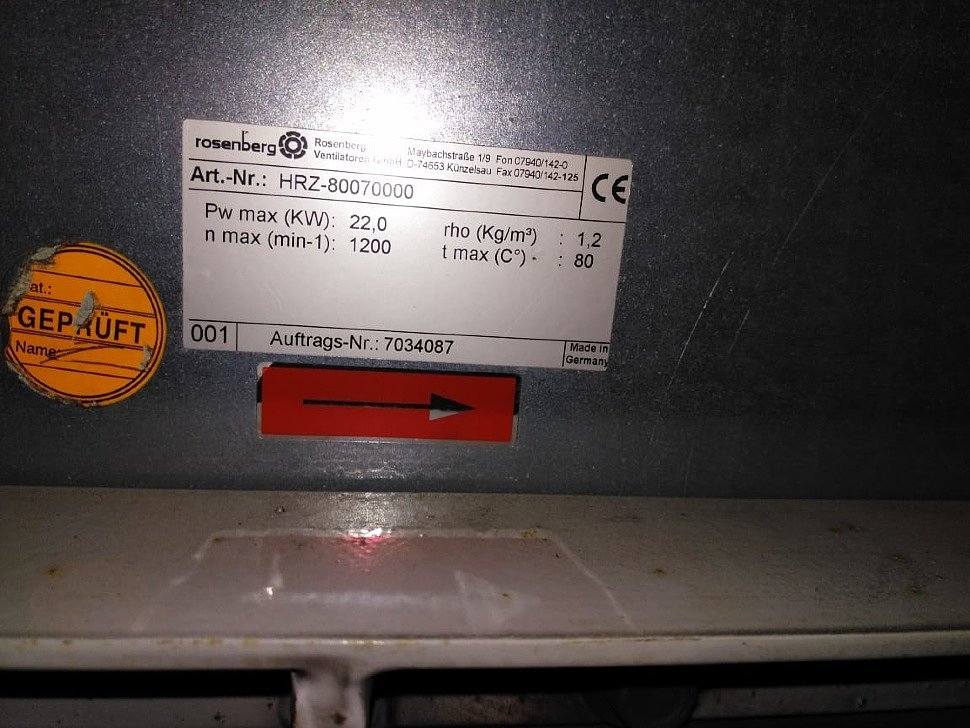 rosenberg
Rosenberg Maybachstraße 1/9 Fon 07940/142-0
Ventilatoren GmbH D-74653 Künzelsau Fax 07940/142-125
CE
Art.-Nr.: HRZ-80070000
Pw max (KW): 22,0 rho (Kg/m³) : 1,2
n max (min-1): 1200 t max (C°) : 80
001 Auftrags-Nr.: 7034087 Made in
Germany
GEPRÜFT
Name: